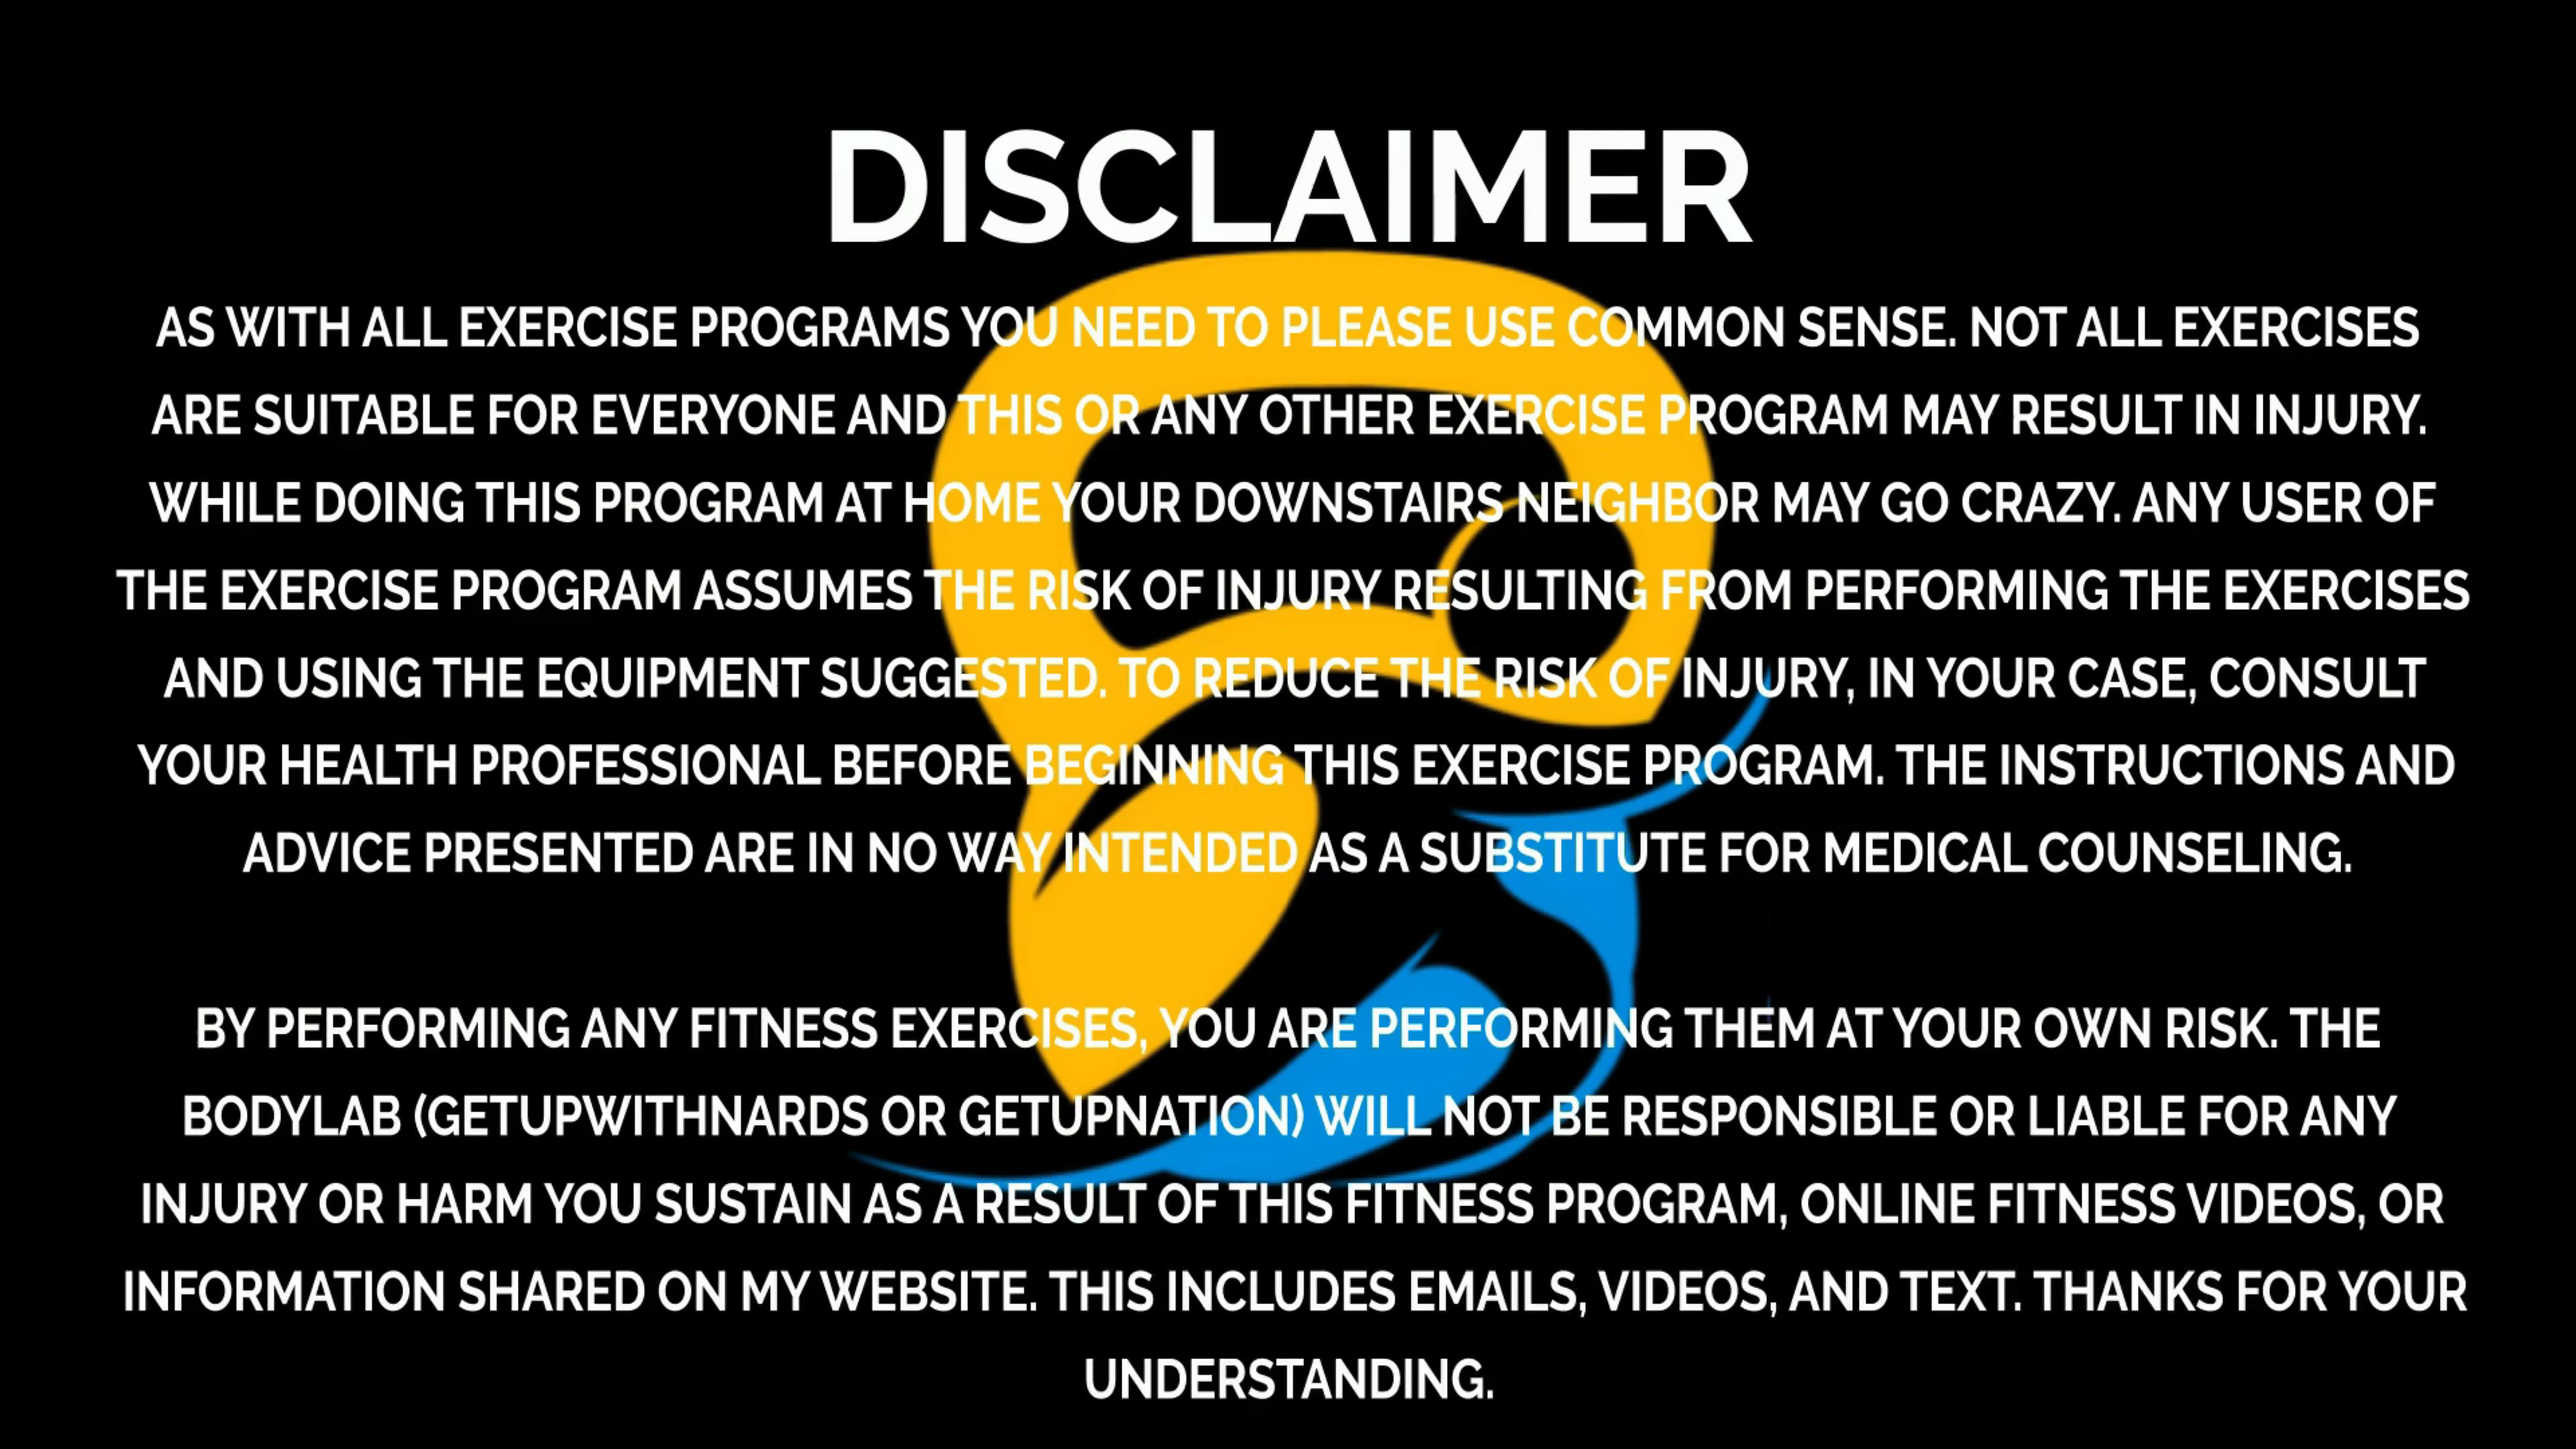 DISCLAIMER
AS WITH ALL EXERCISE PROGRAMS YOU NEED TO PLEASE USE COMMON SENSE. NOT ALL EXERCISES
ARE SUITABLE FOR EVERYONE AND THIS OR ANY OTHER EXERCISE PROGRAM MAY RESULT IN INJURY.
WHILE DOING THIS PROGRAM AT HOME YOUR DOWNSTAIRS NEIGHBOR MAY GO CRAZY. ANY USER OF
THE EXERCISE PROGRAM ASSUMES THE RISK OF INJURY RESULTING FROM PERFORMING THE EXERCISES
AND USING THE EQUIPMENT SUGGESTED. TO REDUCE THE RISK OF INJURY, IN YOUR CASE, CONSULT
YOUR HEALTH PROFESSIONAL BEFORE BEGINNING THIS EXERCISE PROGRAM. THE INSTRUCTIONS AND
ADVICE PRESENTED ARE IN NO WAY INTENDED AS A SUBSTITUTE FOR MEDICAL COUNSELING.
BY PERFORMING ANY FITNESS EXERCISES, YOU ARE PERFORMING THEM AT YOUR OWN RISK. THE
BODYLAB (GETUPWITHNARDS OR GETUPNATION) WILL NOT BE RESPONSIBLE OR LIABLE FOR ANY
INJURY OR HARM YOU SUSTAIN AS A RESULT OF THIS FITNESS PROGRAM, ONLINE FITNESS VIDEOS, OR
INFORMATION SHARED ON MY WEBSITE. THIS INCLUDES EMAILS, VIDEOS, AND TEXT. THANKS FOR YOUR
UNDERSTANDING.